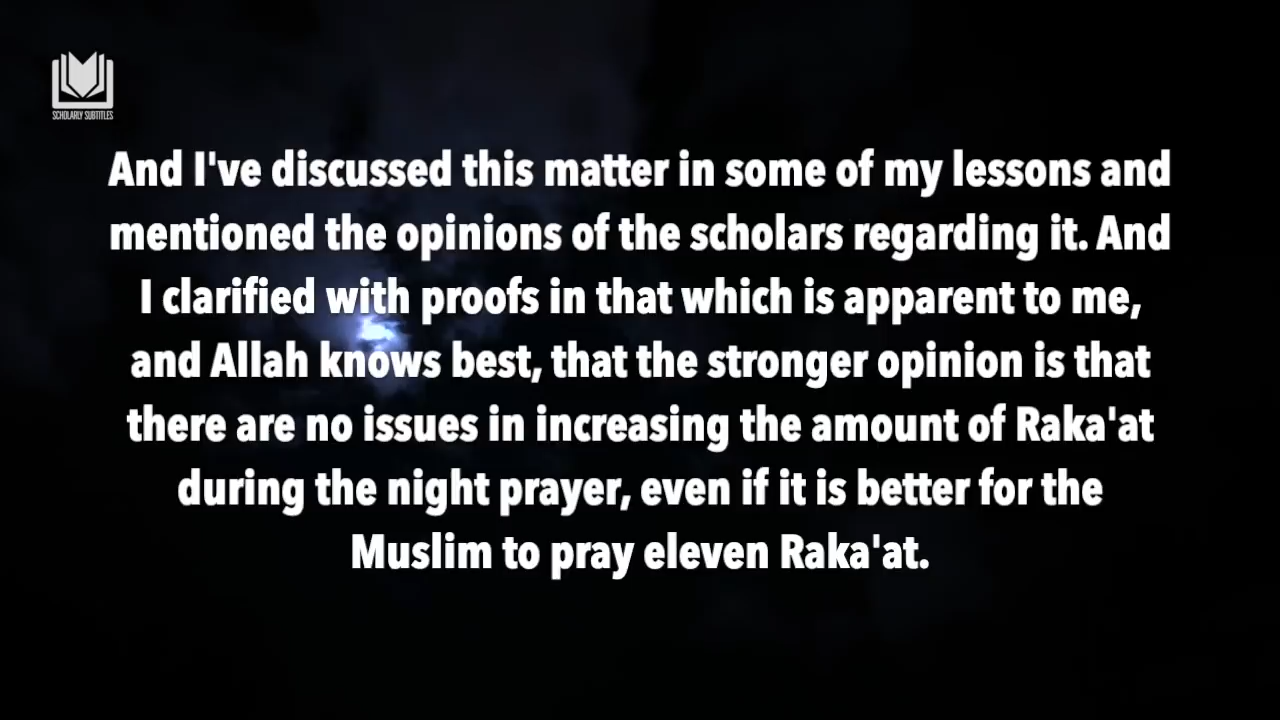 SCHOLARLY SUBTITLES
And I've discussed this matter in some of my lessons and
mentioned the opinions of the scholars regarding it. And
I clarified with proofs in that which is apparent to me,
and Allah knows best, that the stronger opinion is that
there are no issues in increasing the amount of Raka'at
during the night prayer, even if it is better for the
Muslim to pray eleven Raka'at.